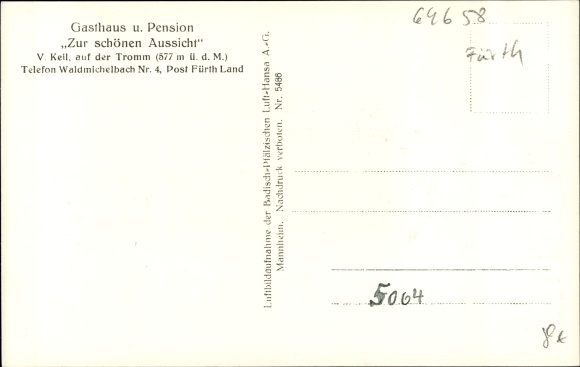 Gasthaus u. Pension
„Zur schönen Aussicht“
V. Keil, auf der Tromm (577 m ü. d. M.)
Telefon Waldmichelbach Nr. 4, Post Fürth Land
Luftbildaufnahme der Badisch-Pfälzischen Luft-Hansa A.-G.
Mannheim. Nachdruck verboten. Nr. 5486
64658
Fürth
5064